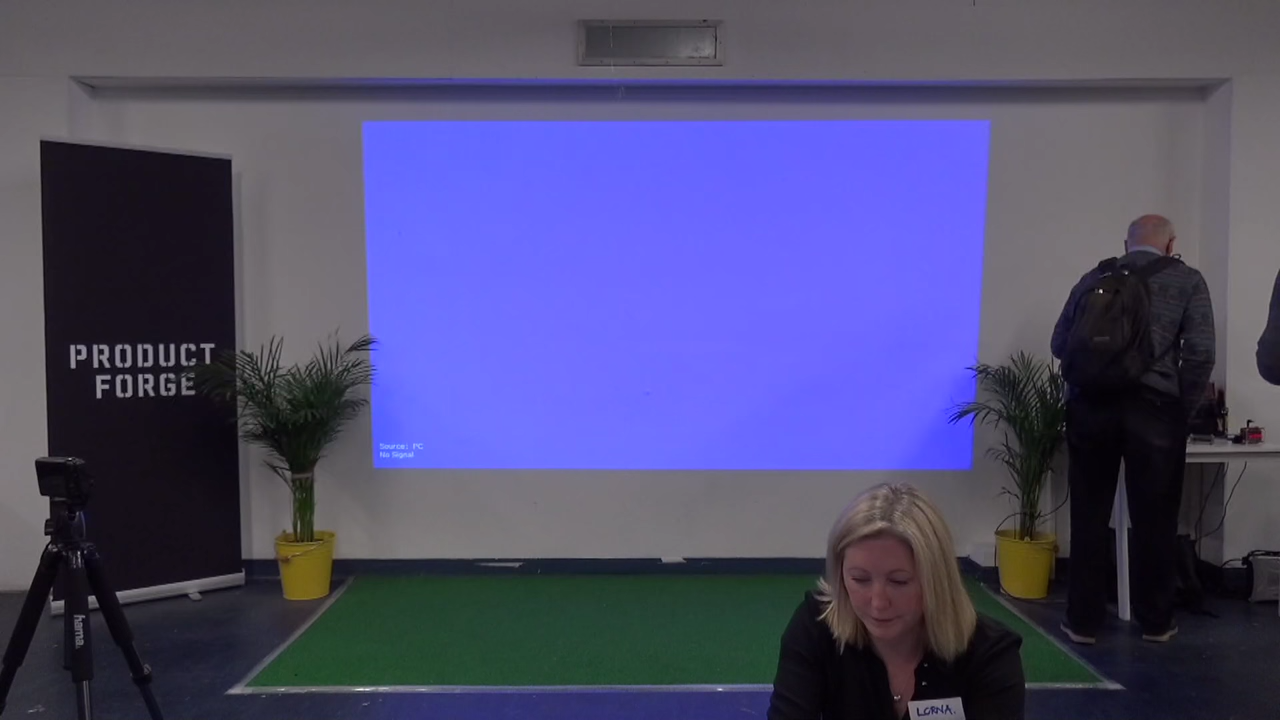 PRODUCT
FORGE
Source: PC
No Signal
hama.
LORNA.